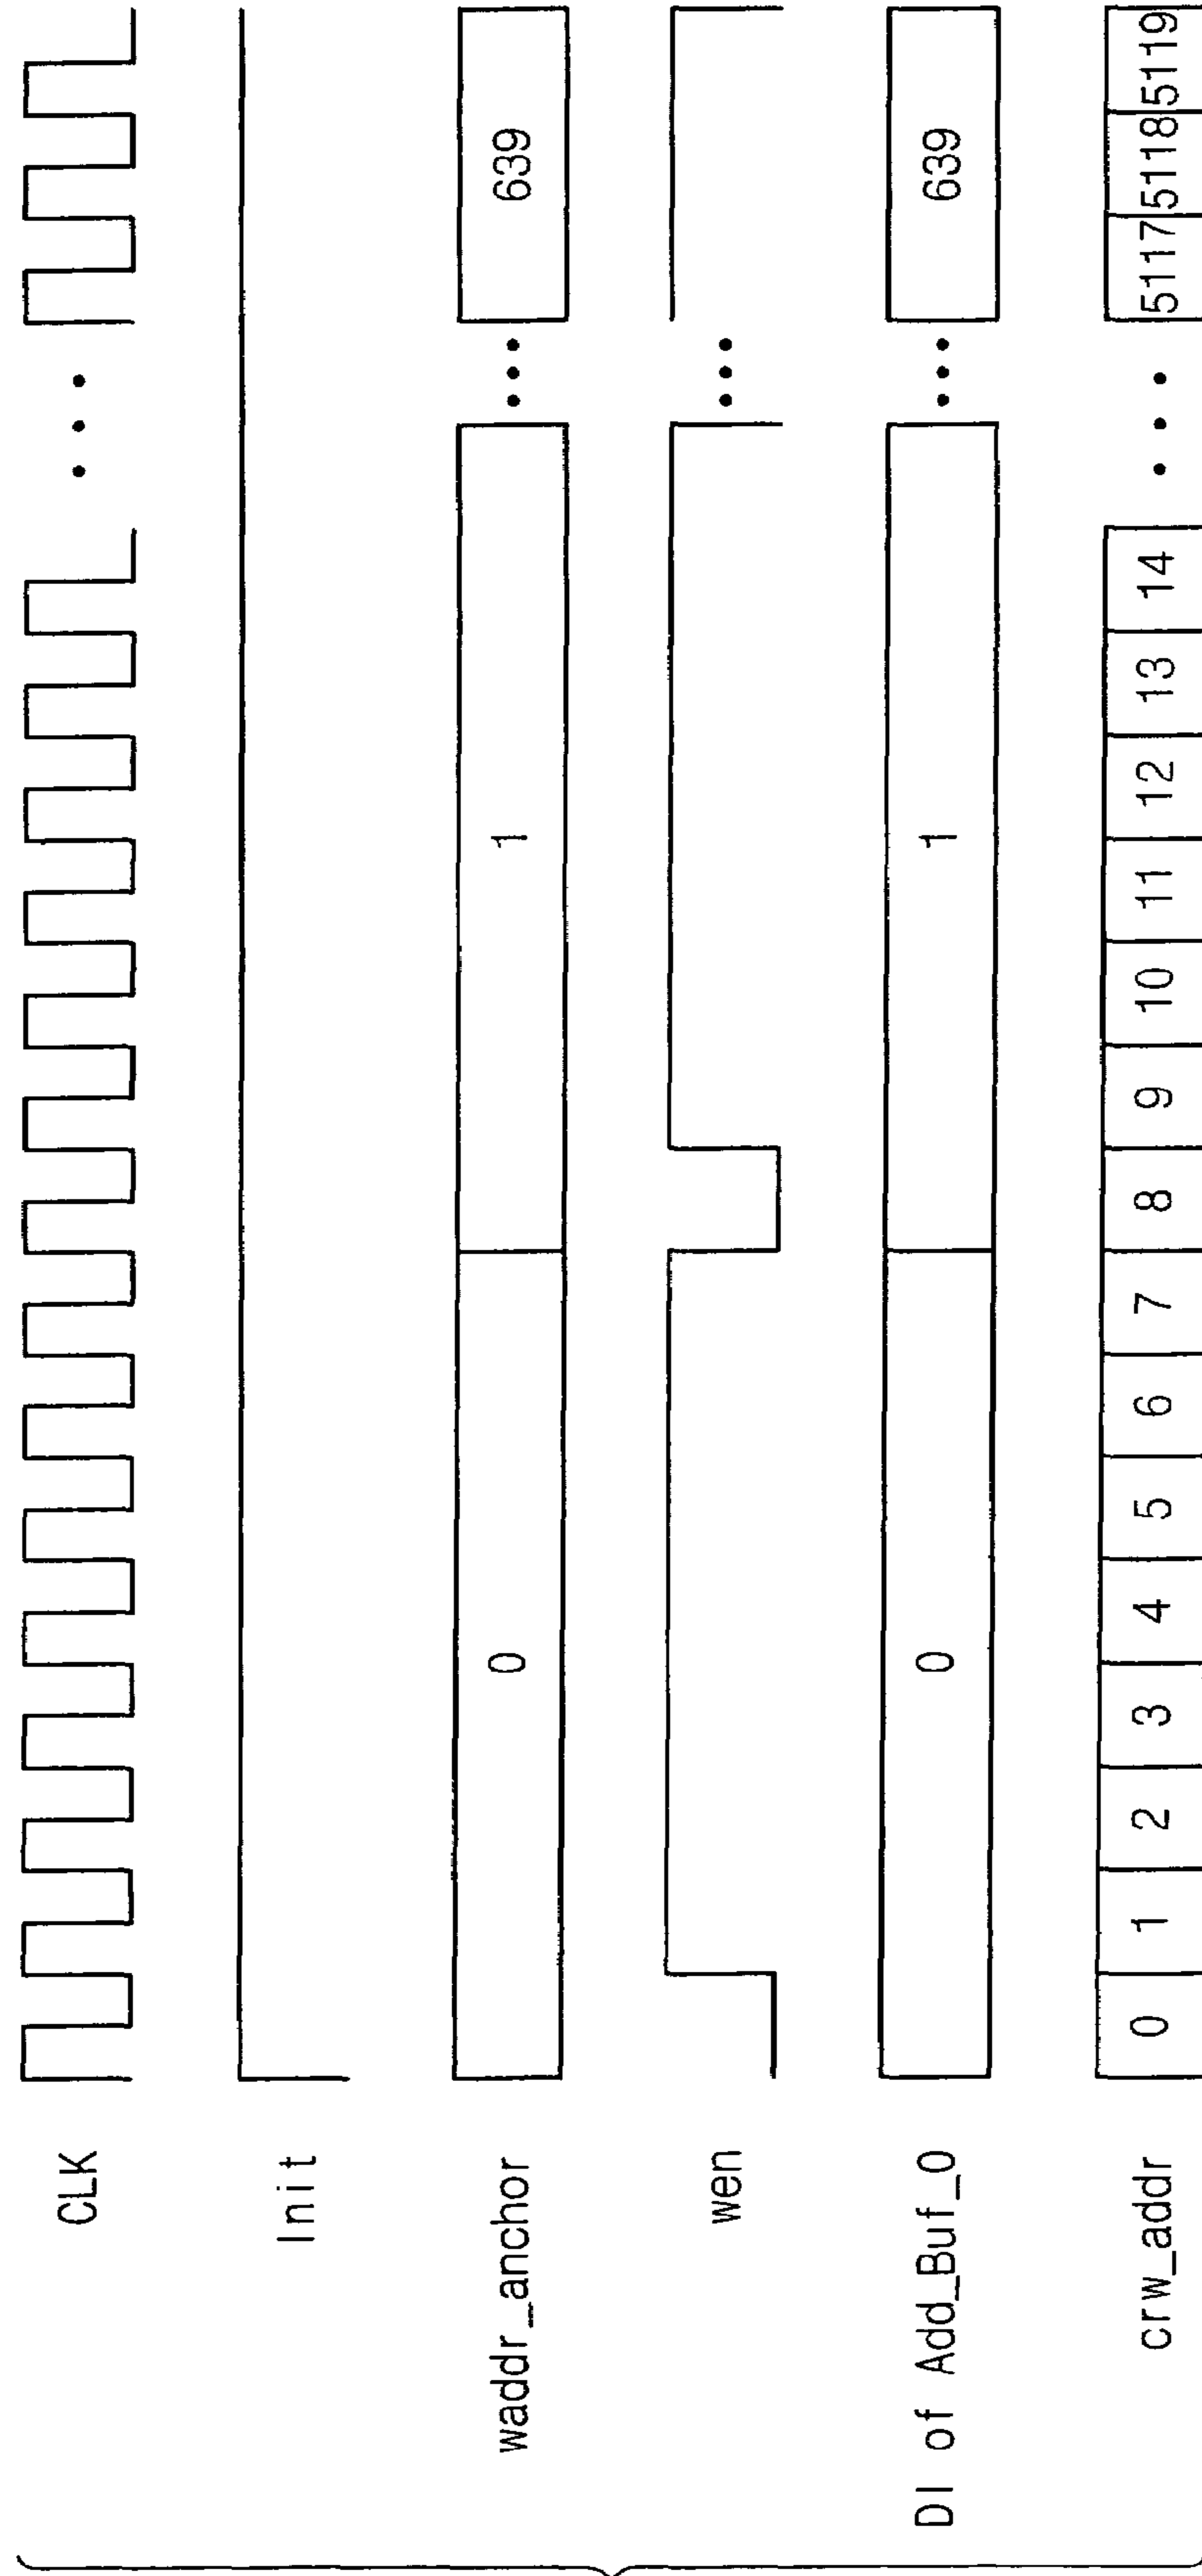 CLK
Init
waddr_anchor 0 1 639
wen
DI of Add_Buf_0 0 1 639
crw_addr 0 1 2 3 4 5 6 7 8 9 10 11 12 13 14 5117 5118 5119